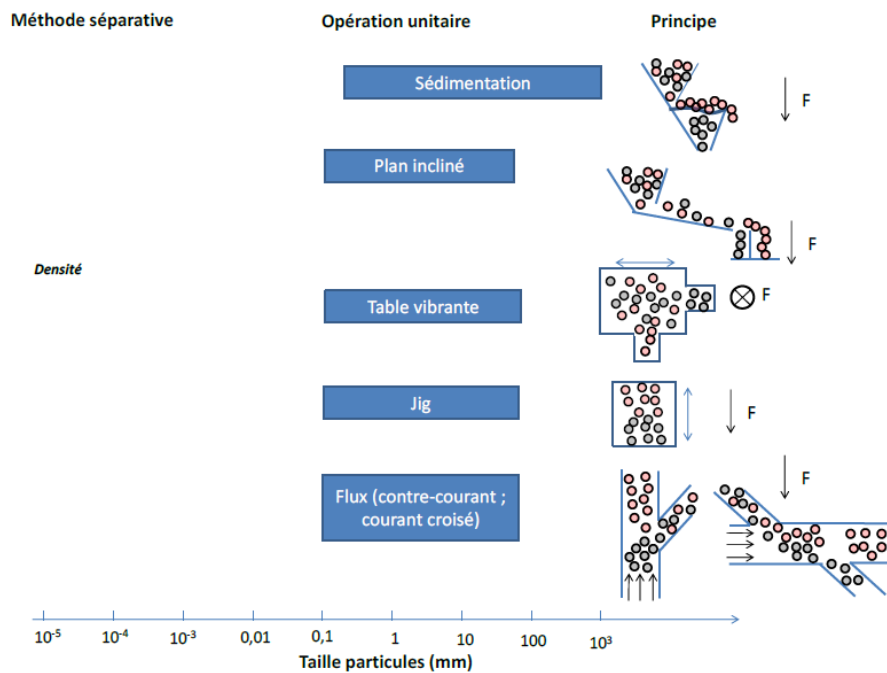 Méthode séparative Opération unitaire Principe
Sédimentation
F
Plan incliné
F
Densité
Table vibrante
F
Jig
F
F
Flux (contre-courant ;
courant croisé)
10⁻⁵ 10⁻⁴ 10⁻³ 0,01 0,1 1 10 100 10³
Taille particules (mm)